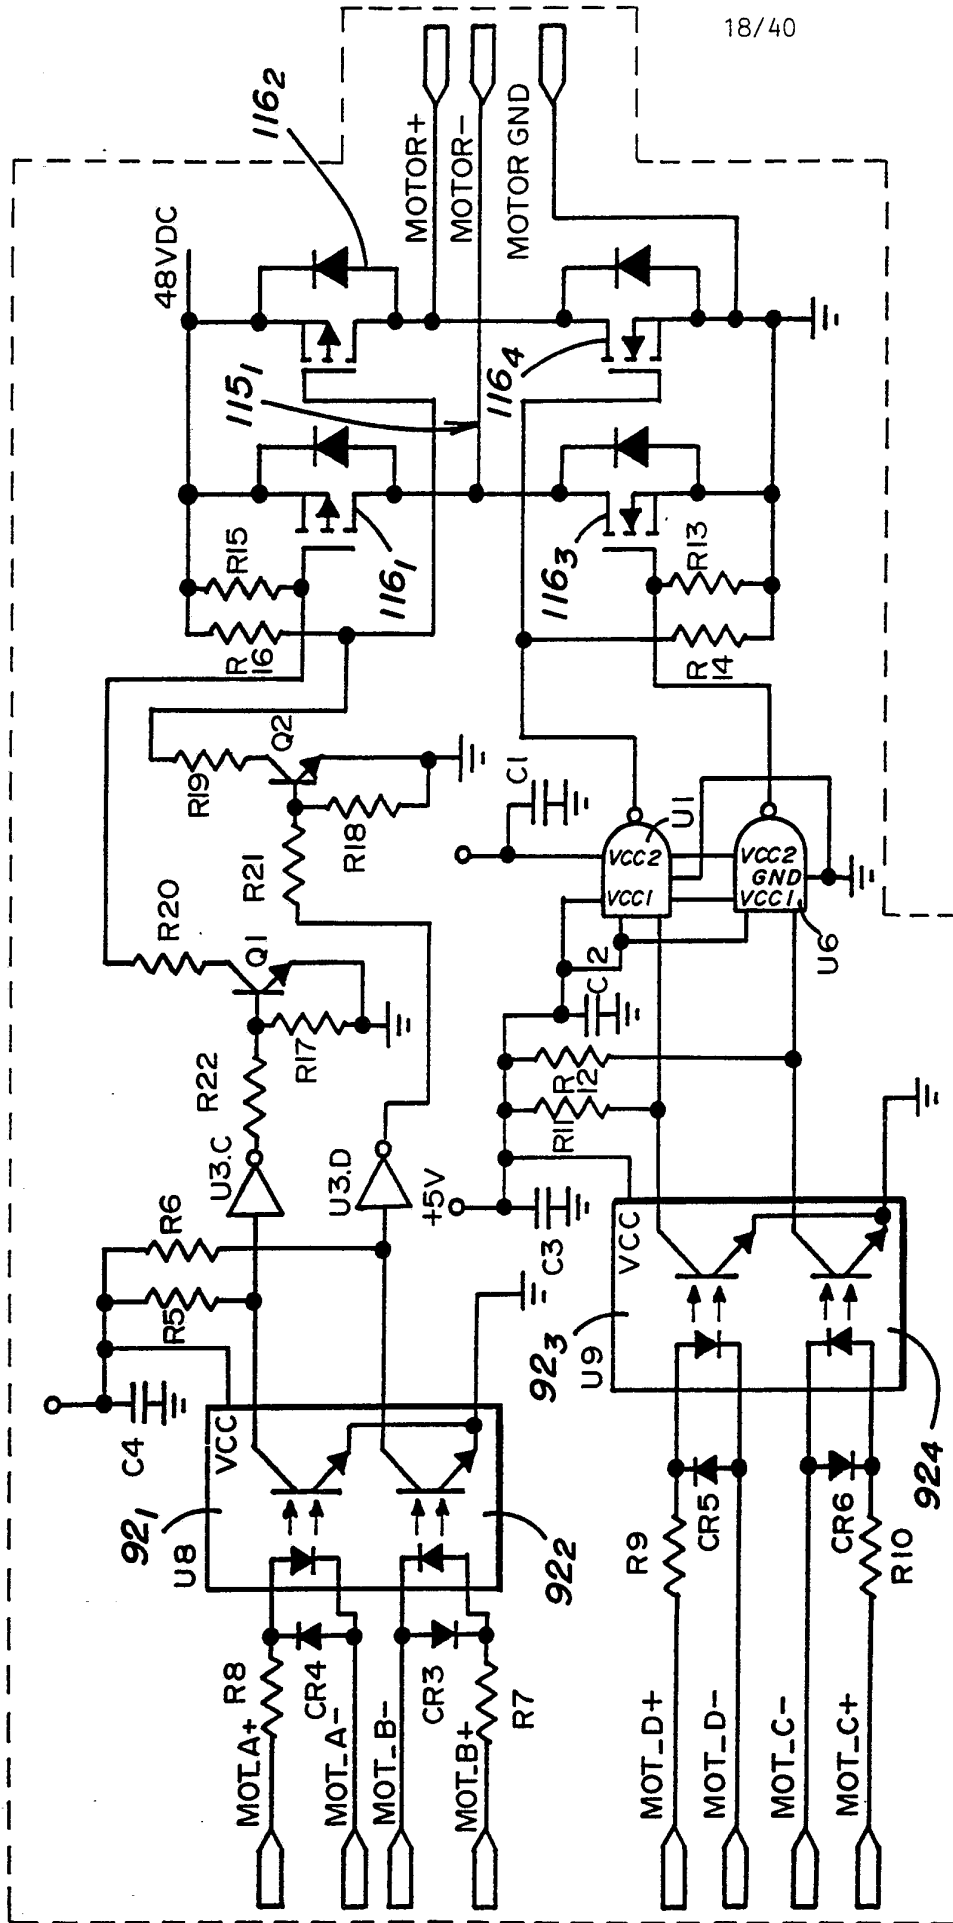 18/40
116₂
48VDC
115₁
MOTOR+
MOTOR-
MOTOR GND
116₄
R15
R16
116₁
116₃
R13
R14
R19
Q2
R18
R21
C1
U1
VCC2
VCC1
VCC2
GND
VCC1
U6
R20
Q1
R17
R22
U3.C
U3.D
C2
R12
R11
+5V
C3
R6
R5
C4
VCC
92₁
U8
92₂
VCC
92₃
U9
92₄
R8
CR4
CR3
R7
R9
CR5
CR6
R10
MOT_A+
MOT_A-
MOT_B-
MOT_B+
MOT_D+
MOT_D-
MOT_C-
MOT_C+